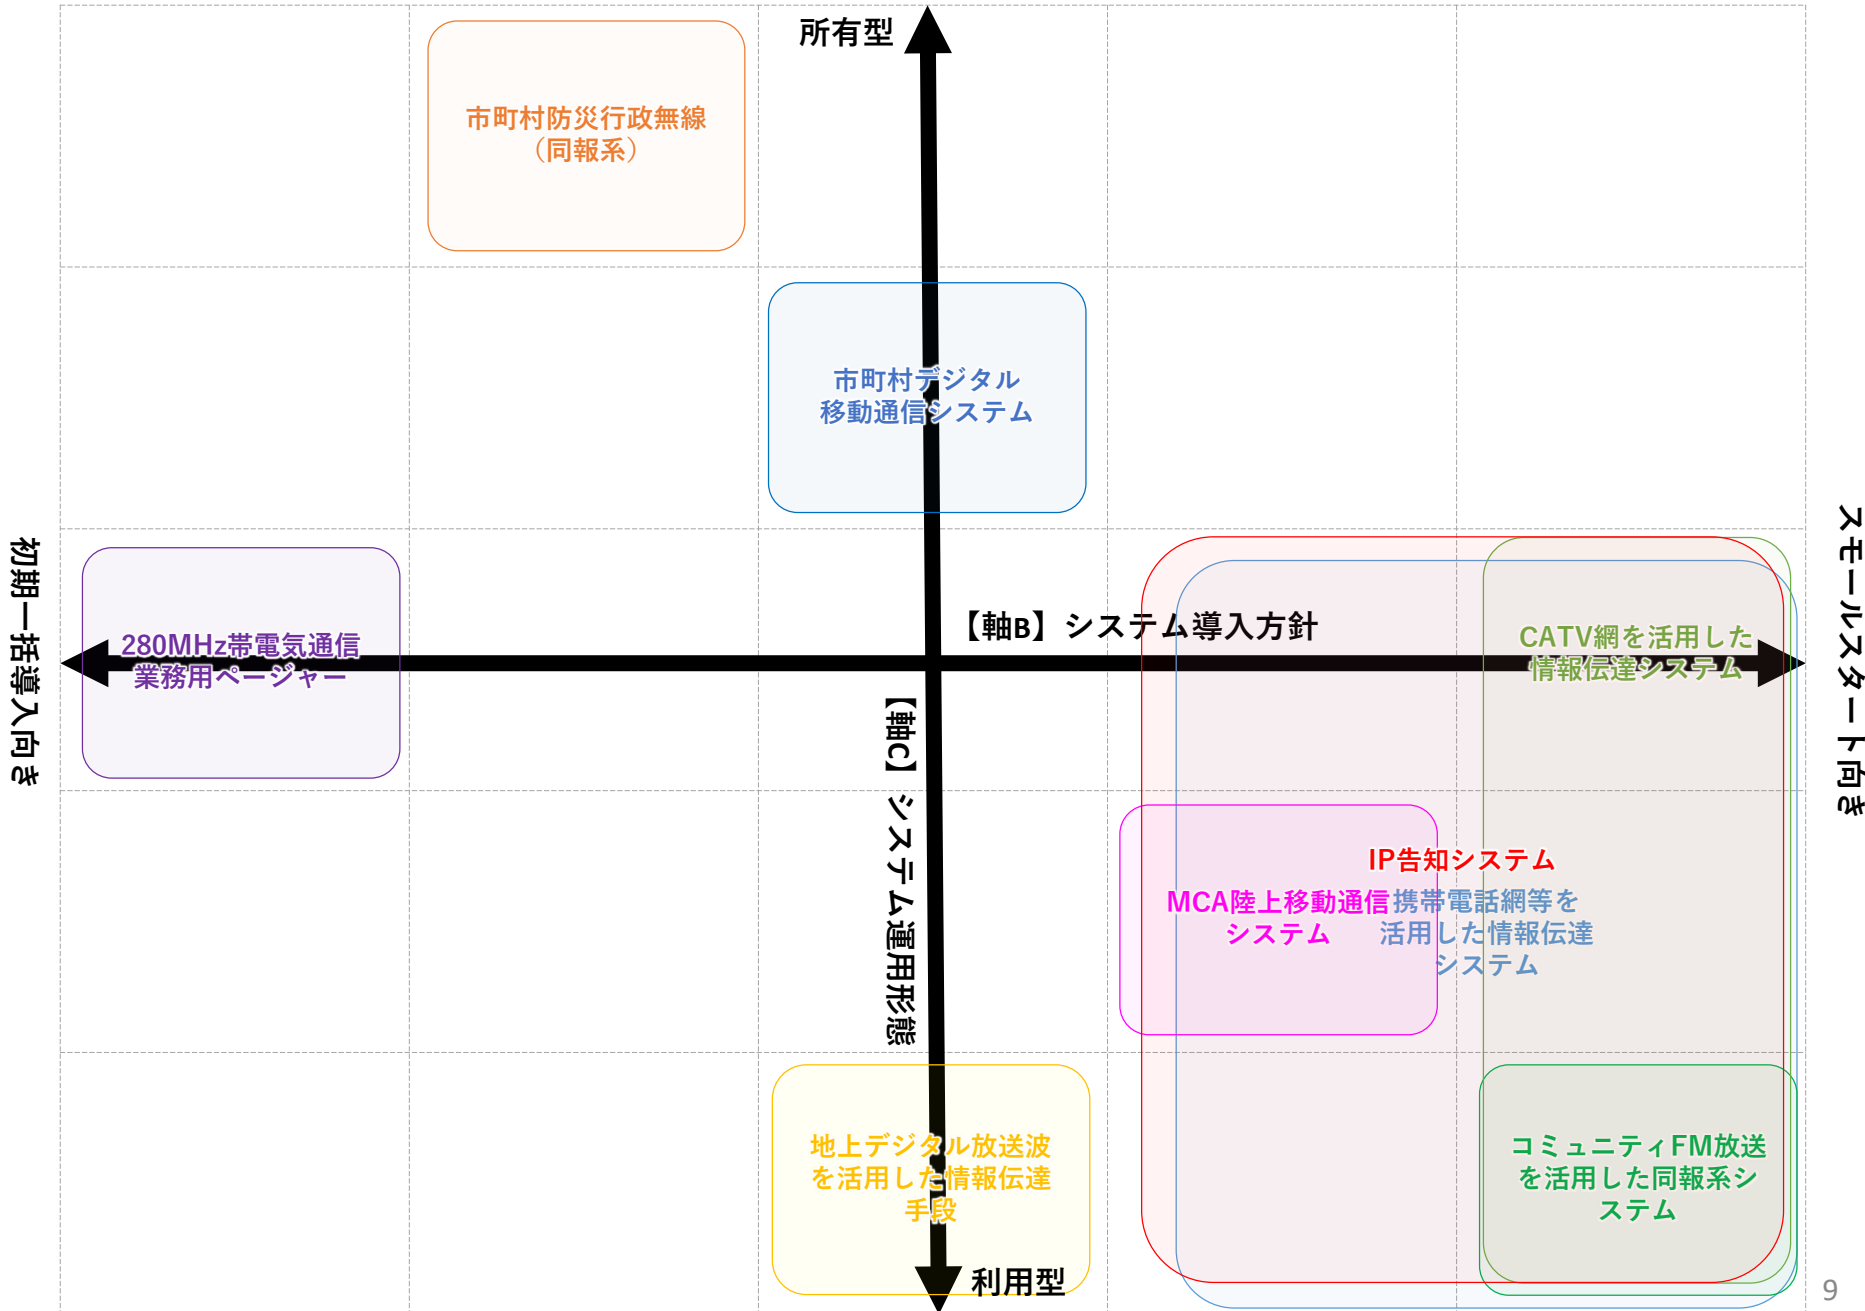 所有型
市町村防災行政無線
（同報系）
市町村デジタル
移動通信システム
初期一括導入向き
スモールスタート向き
【軸B】システム導入方針
280MHz帯電気通信
業務用ページャー
CATV網を活用した
情報伝達システム
【軸C】システム運用形態
IP告知システム
MCA陸上移動通信
システム
携帯電話網等を
活用した情報伝達
システム
地上デジタル放送波
を活用した情報伝達
手段
コミュニティFM放送
を活用した同報系シ
ステム
利用型
9